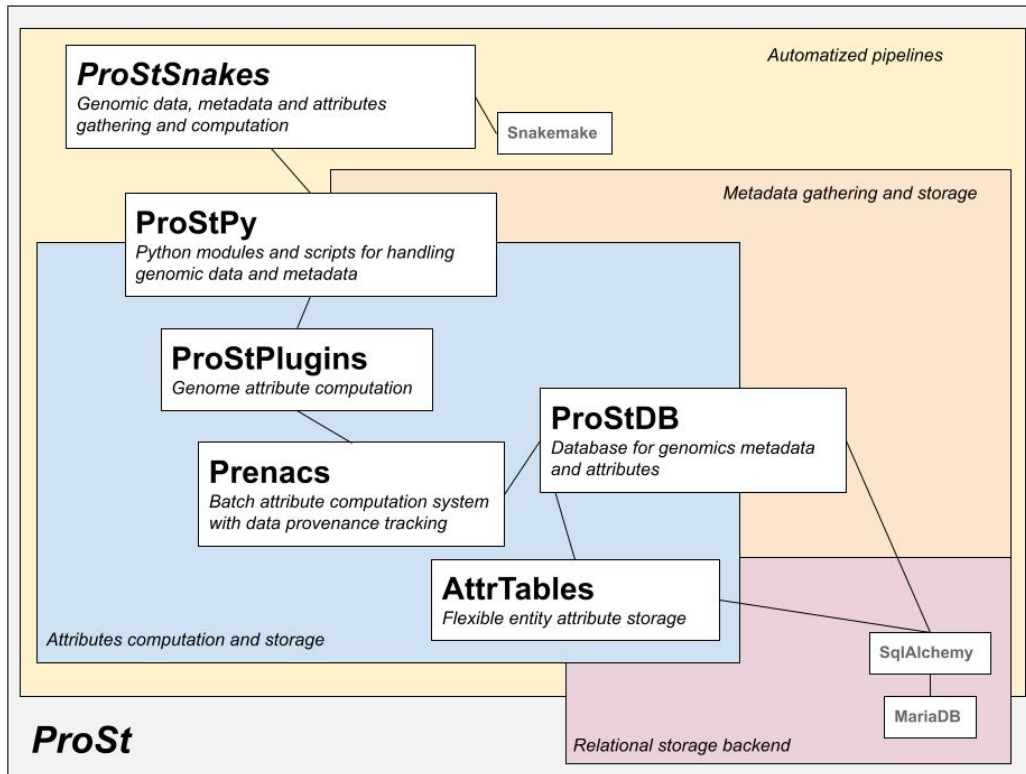 Automatized pipelines
ProStSnakes
Genomic data, metadata and attributes
gathering and computation
Snakemake
Metadata gathering and storage
ProStPy
Python modules and scripts for handling
genomic data and metadata
ProStPlugins
Genome attribute computation
ProStDB
Database for genomics metadata
and attributes
Prenacs
Batch attribute computation system
with data provenance tracking
AttrTables
Flexible entity attribute storage
Attributes computation and storage
SqlAlchemy
MariaDB
ProSt
Relational storage backend